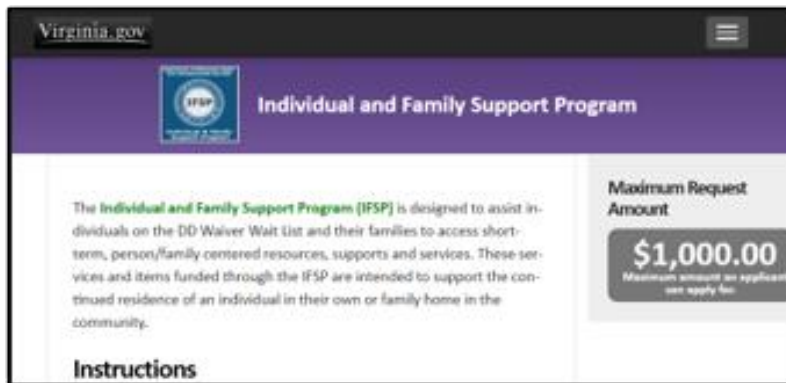 Virginia.gov
IFSP
Individual and Family Support Program
The Individual and Family Support Program (IFSP) is designed to assist in-
dividuals on the DD Waiver Wait List and their families to access short-
term, person/family centered resources, supports and services. These ser-
vices and items funded through the IFSP are intended to support the con-
tinued residence of an individual in their own or family home in the
community.
Instructions
Maximum Request
Amount
$1,000.00
Maximum amount an applicant
can apply for.